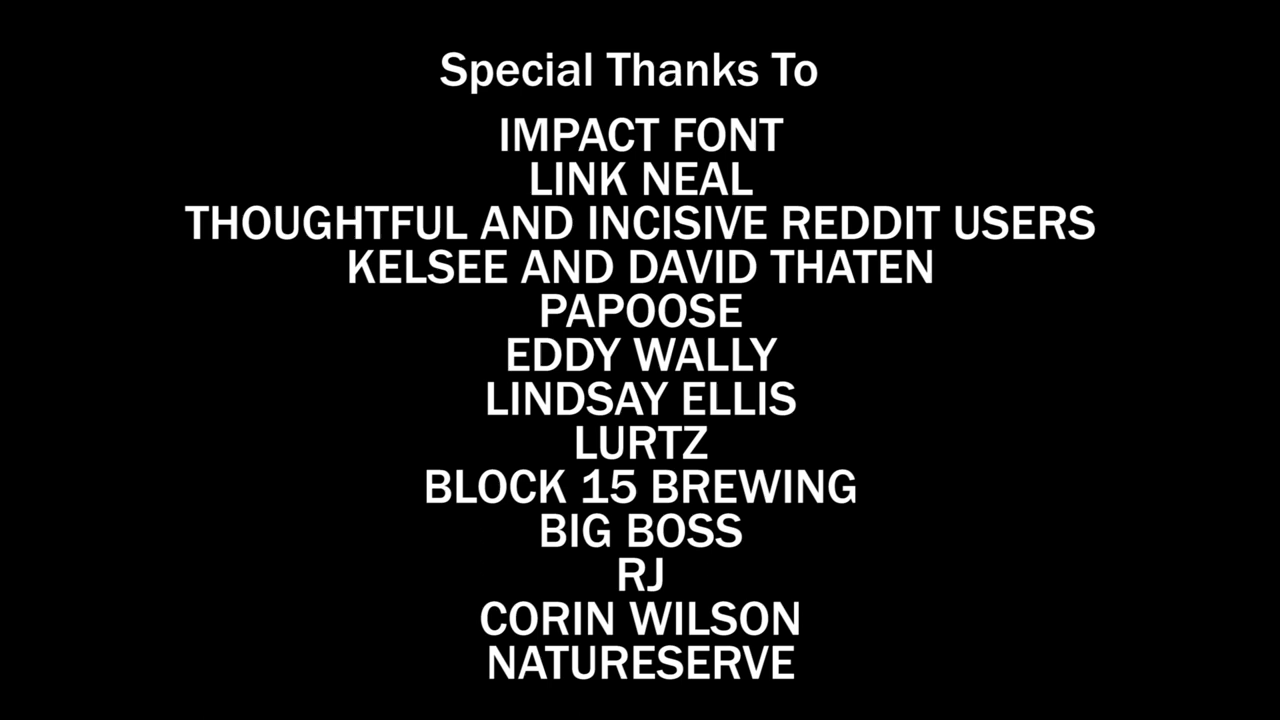 Special Thanks To
IMPACT FONT
LINK NEAL
THOUGHTFUL AND INCISIVE REDDIT USERS
KELSEE AND DAVID THATEN
PAPOOSE
EDDY WALLY
LINDSAY ELLIS
LURTZ
BLOCK 15 BREWING
BIG BOSS
RJ
CORIN WILSON
NATURESERVE